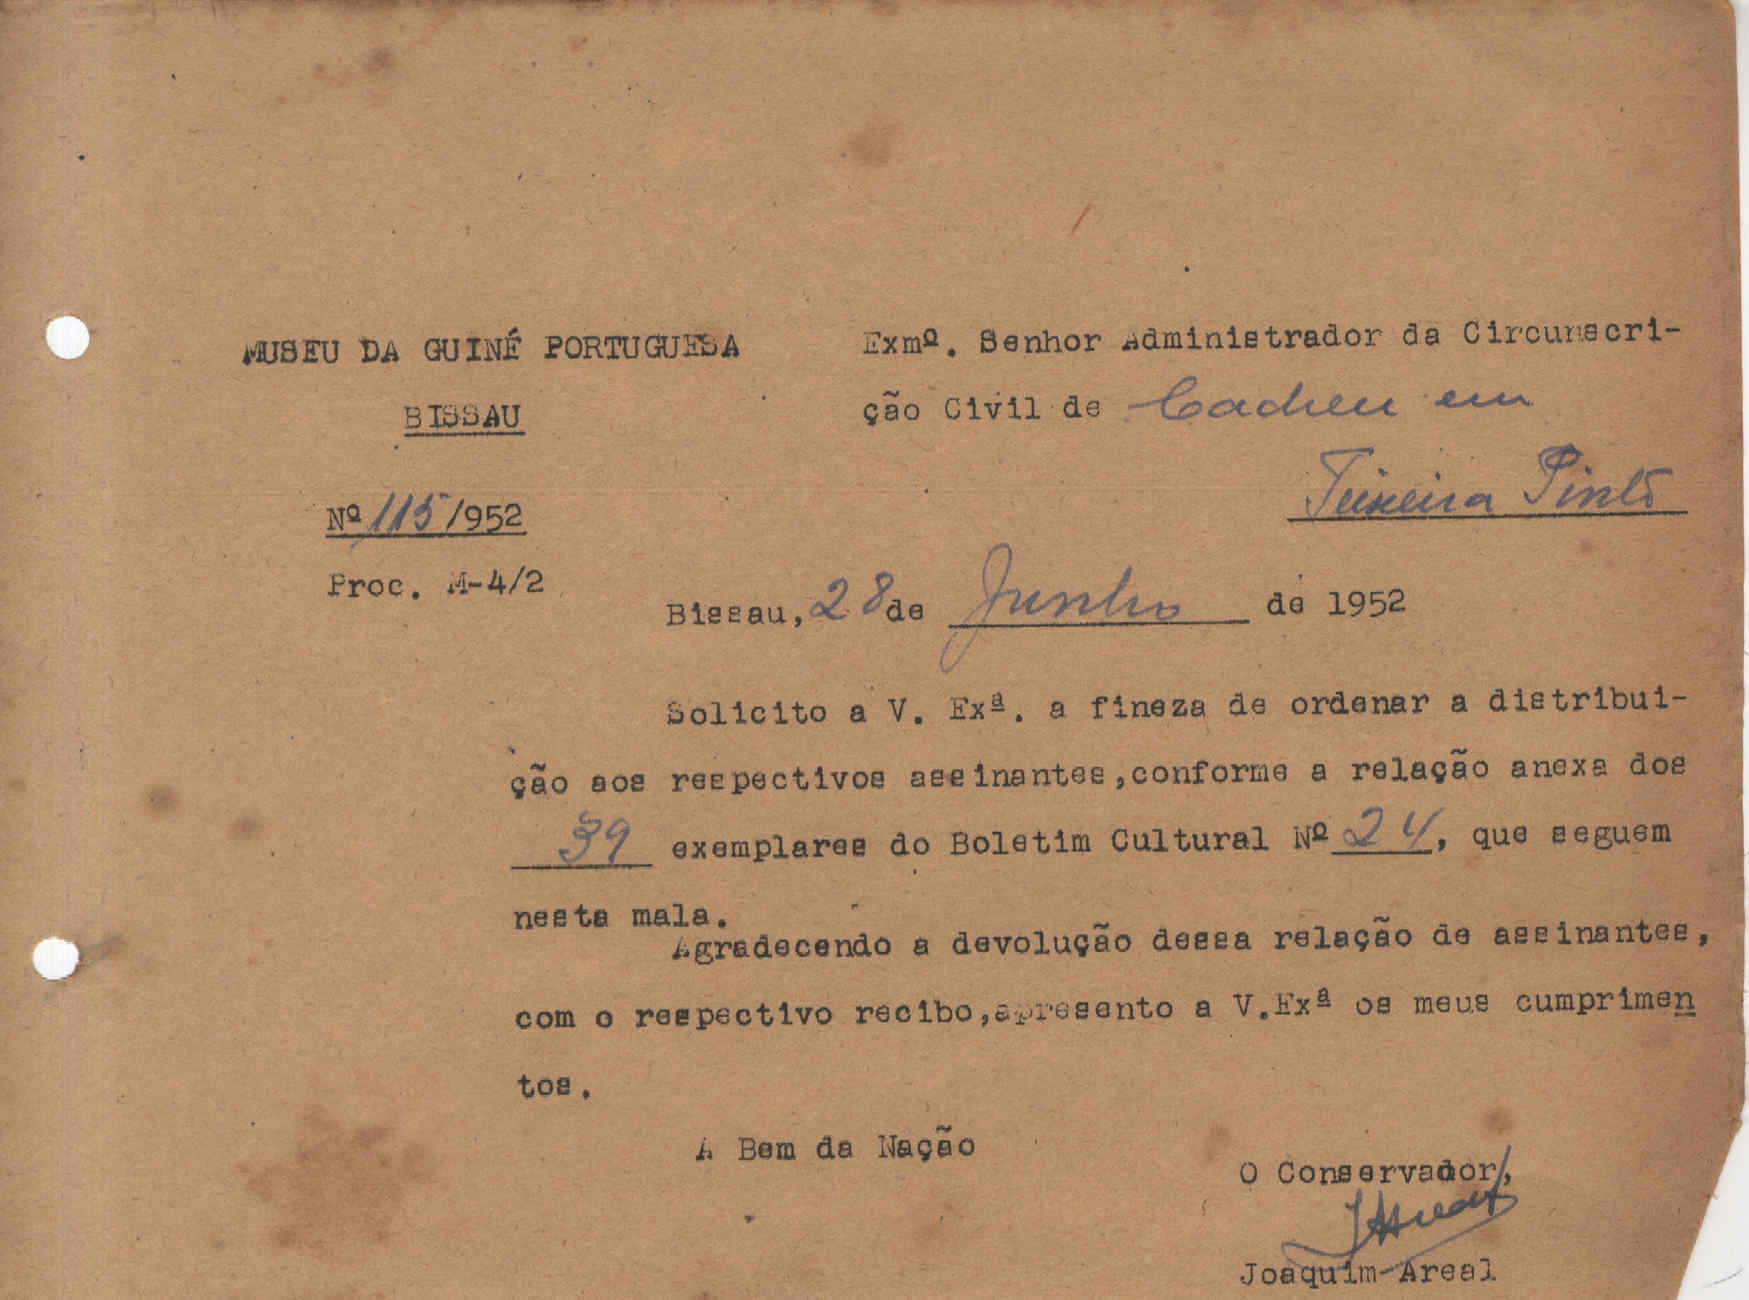 MUSEU DA GUINÉ PORTUGUESA
BISSAU
Nº 115/952
Proc. M-4/2
Exmº. Senhor Administrador da Circunscri-
ção Civil de Cacheu em
Teixeira Pinto
Bissau, 28 de Junho de 1952
Solicito a V. Exª. a fineza de ordenar a distribui-
ção aos respectivos assinantes,conforme a relação anexa dos
39 exemplares do Boletim Cultural Nº 24, que seguem
nesta mala.
Agradecendo a devolução dessa relação de assinantes,
com o respectivo recibo,apresento a V.Exª os meus cumprimen
tos.
A Bem da Nação
O Conservador,
JAreal
Joaquim-Areal